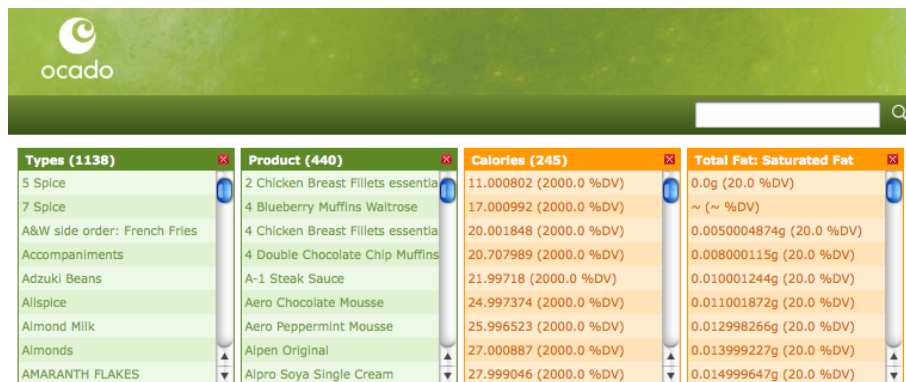 ocado
Types (1138)
5 Spice
7 Spice
A&W side order: French Fries
Accompaniments
Adzuki Beans
Allspice
Almond Milk
Almonds
AMARANTH FLAKES
Product (440)
2 Chicken Breast Fillets essentia
4 Blueberry Muffins Waitrose
4 Chicken Breast Fillets essentia
4 Double Chocolate Chip Muffins
A-1 Steak Sauce
Aero Chocolate Mousse
Aero Peppermint Mousse
Alpen Original
Alpro Soya Single Cream
Calories (245)
11.000802 (2000.0 %DV)
17.000992 (2000.0 %DV)
20.001848 (2000.0 %DV)
20.707989 (2000.0 %DV)
21.99718 (2000.0 %DV)
24.997374 (2000.0 %DV)
25.996523 (2000.0 %DV)
27.000887 (2000.0 %DV)
27.999046 (2000.0 %DV)
Total Fat: Saturated Fat
0.0g (20.0 %DV)
~ (~ %DV)
0.0050004874g (20.0 %DV)
0.008000115g (20.0 %DV)
0.010001244g (20.0 %DV)
0.011001872g (20.0 %DV)
0.012998266g (20.0 %DV)
0.013999227g (20.0 %DV)
0.014999647g (20.0 %DV)